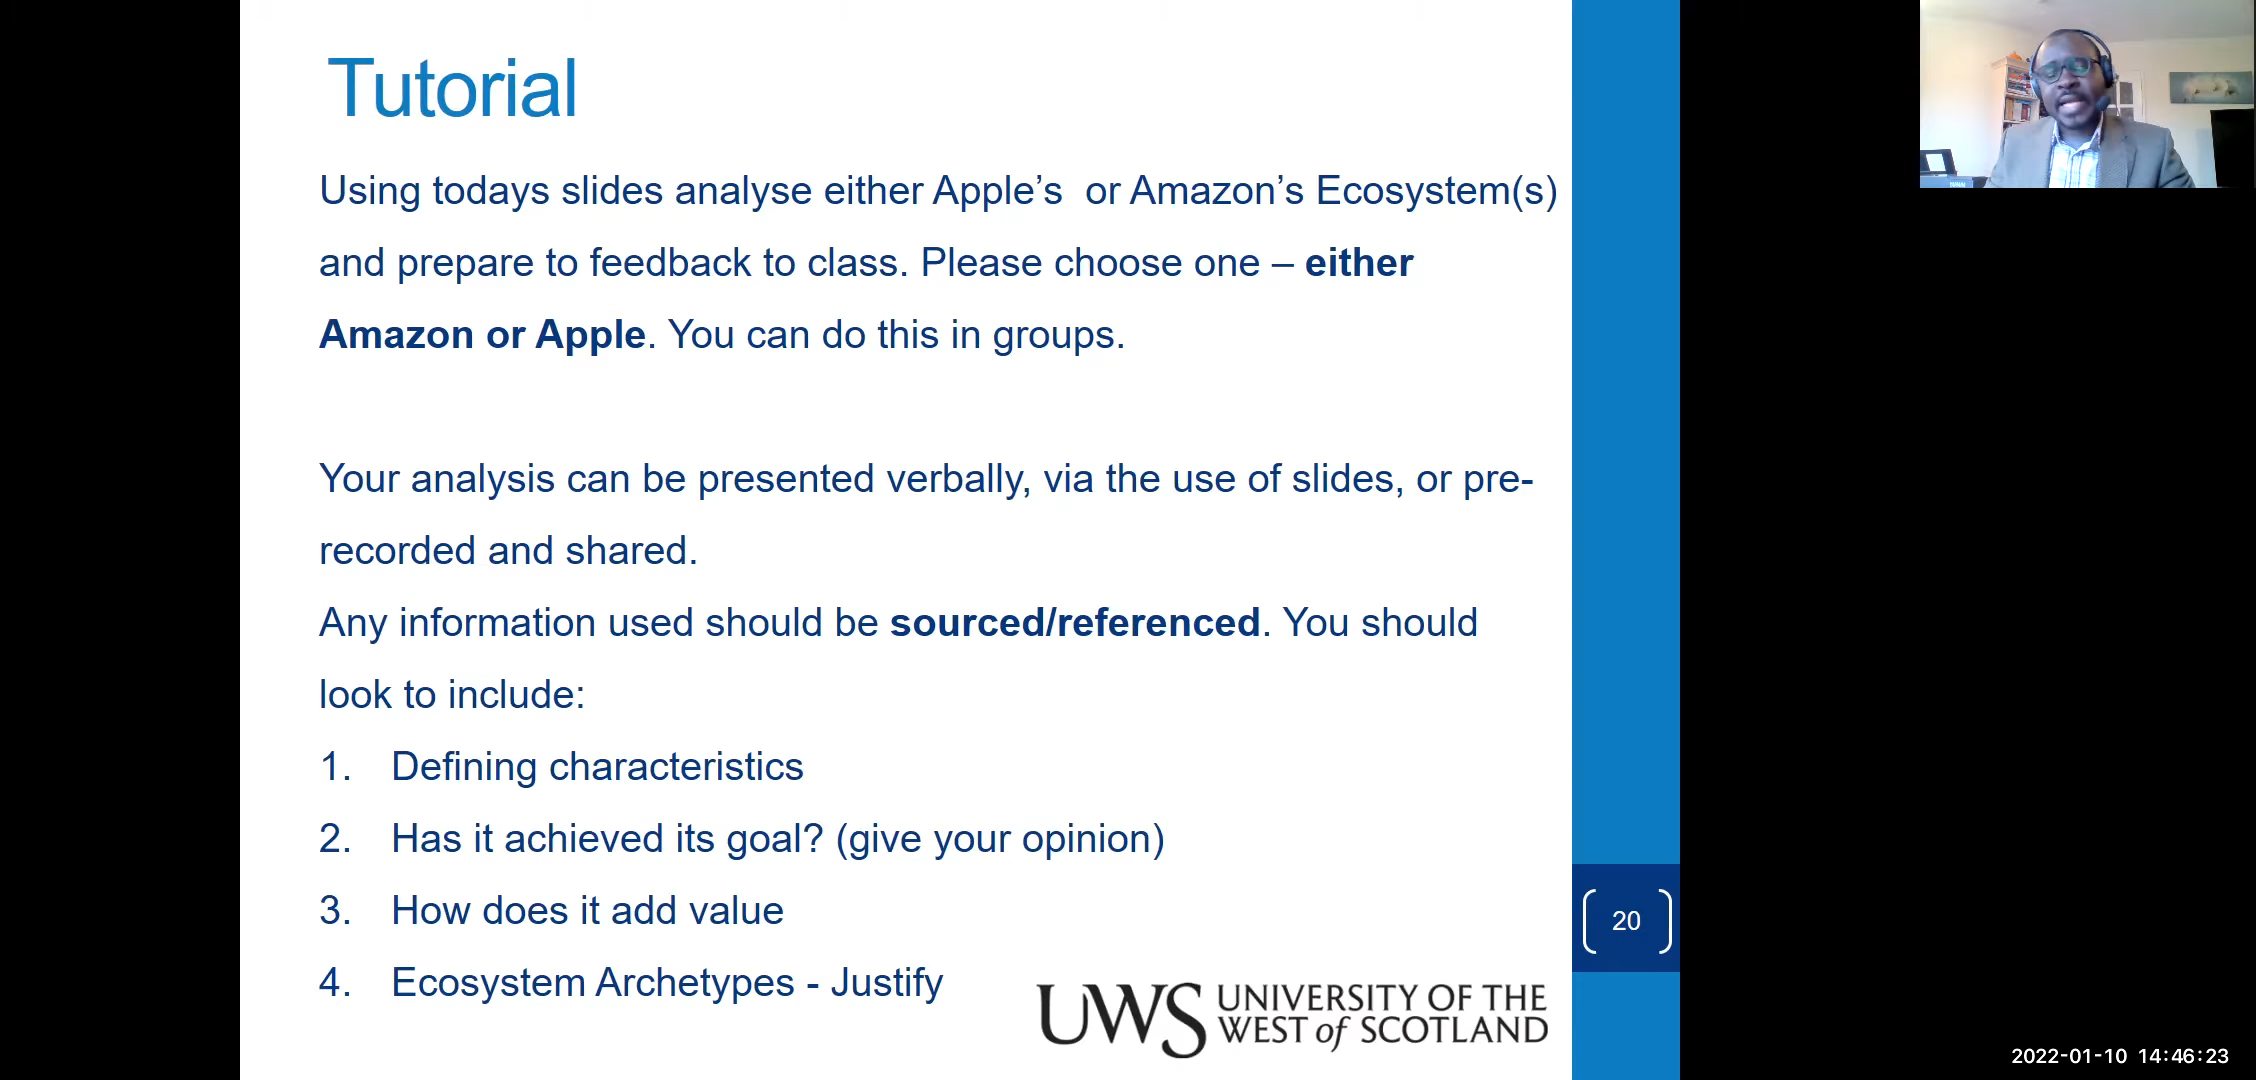 Tutorial
Using todays slides analyse either Apple’s  or Amazon’s Ecosystem(s)
and prepare to feedback to class. Please choose one – either
Amazon or Apple. You can do this in groups.
Your analysis can be presented verbally, via the use of slides, or pre-
recorded and shared.
Any information used should be sourced/referenced. You should
look to include:
1. Defining characteristics
2. Has it achieved its goal? (give your opinion)
3. How does it add value
4. Ecosystem Archetypes - Justify
20
UWS UNIVERSITY OF THE
WEST of SCOTLAND
2022-01-10 14:46:23